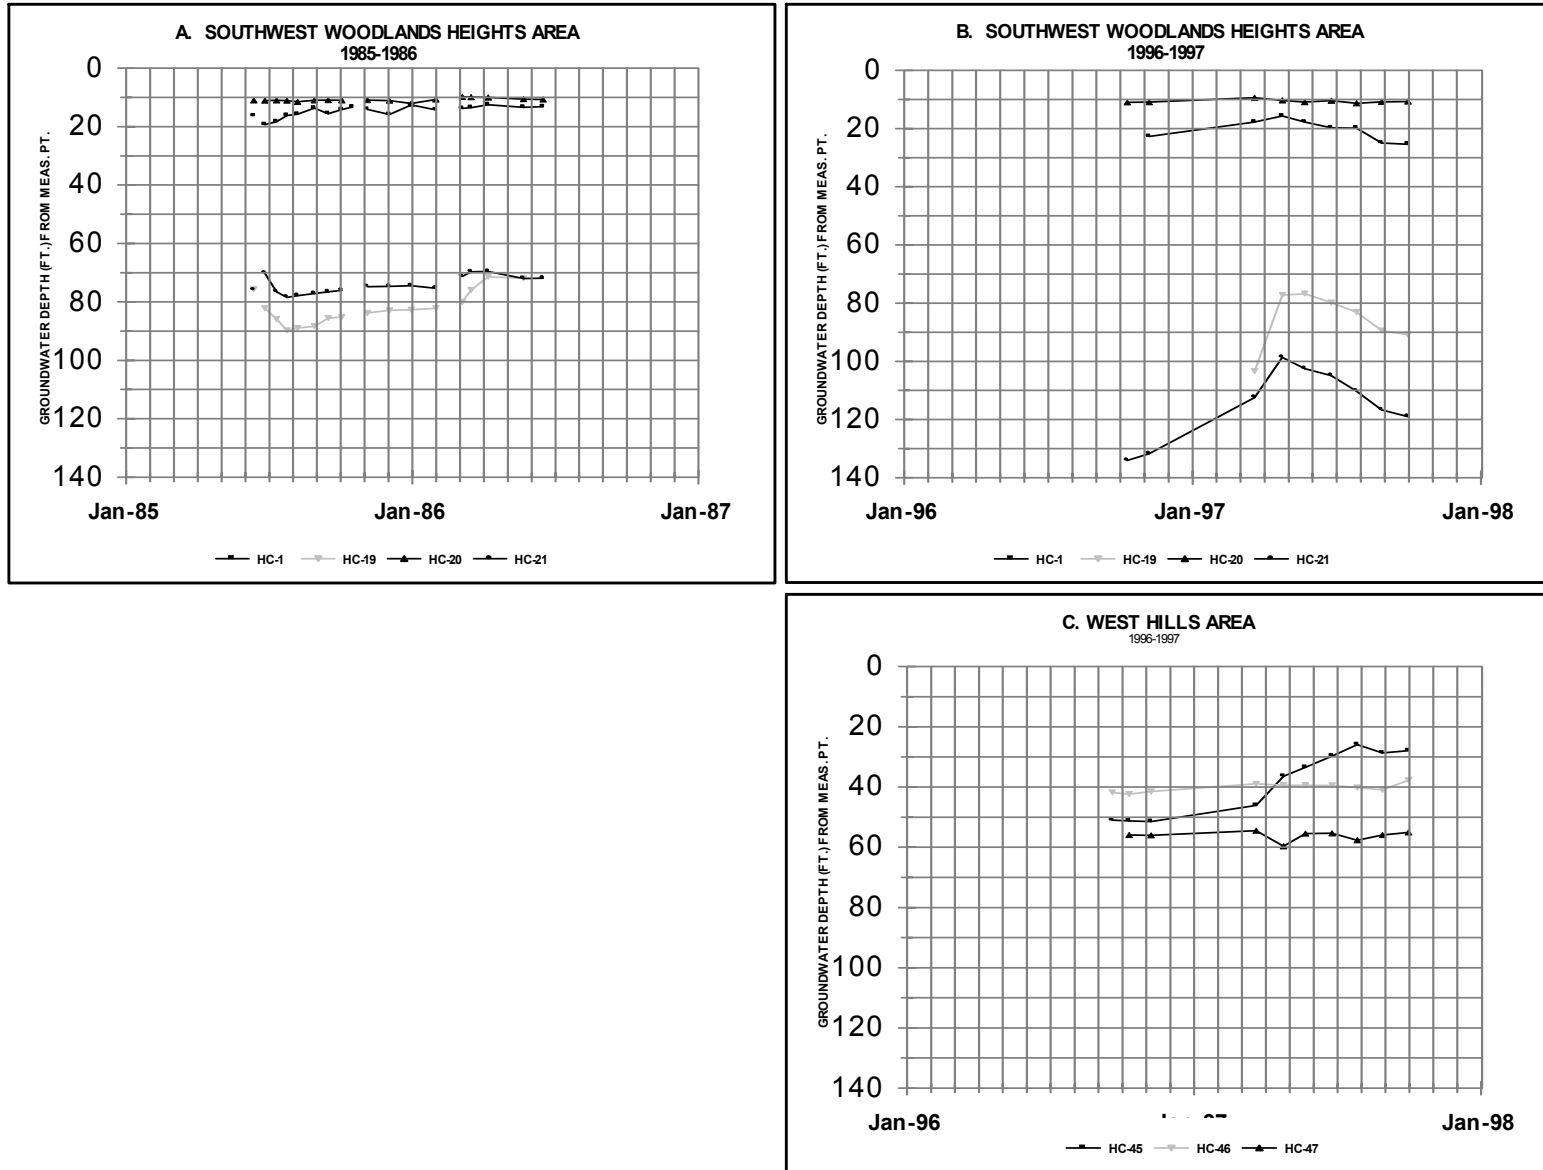 A. SOUTHWEST WOODLANDS HEIGHTS AREA
1985-1986
GROUNDWATER DEPTH (FT.) FROM MEAS. PT.
0
20
40
60
80
100
120
140
Jan-85 Jan-86 Jan-87
HC-1 HC-19 HC-20 HC-21
B. SOUTHWEST WOODLANDS HEIGHTS AREA
1996-1997
GROUNDWATER DEPTH (FT.) FROM MEAS. PT.
0
20
40
60
80
100
120
140
Jan-96 Jan-97 Jan-98
HC-1 HC-19 HC-20 HC-21
C. WEST HILLS AREA
1996-1997
GROUNDWATER DEPTH (FT.) FROM MEAS. PT.
0
20
40
60
80
100
120
140
Jan-96 Jan-97 Jan-98
HC-45 HC-46 HC-47